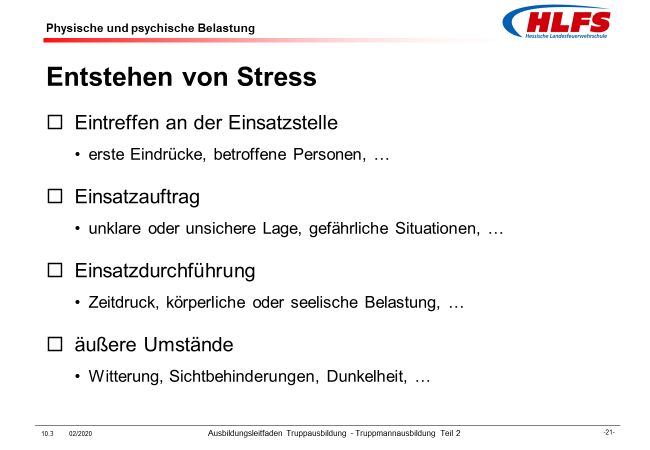 Physische und psychische Belastung
HLFS
Hessische Landesfeuerwehrschule
Entstehen von Stress
Eintreffen an der Einsatzstelle
• erste Eindrücke, betroffene Personen, …
Einsatzauftrag
• unklare oder unsichere Lage, gefährliche Situationen, …
Einsatzdurchführung
• Zeitdruck, körperliche oder seelische Belastung, …
äußere Umstände
• Witterung, Sichtbehinderungen, Dunkelheit, …
10.3 02/2020 Ausbildungsleitfaden Truppausbildung - Truppmannausbildung Teil 2 -21-